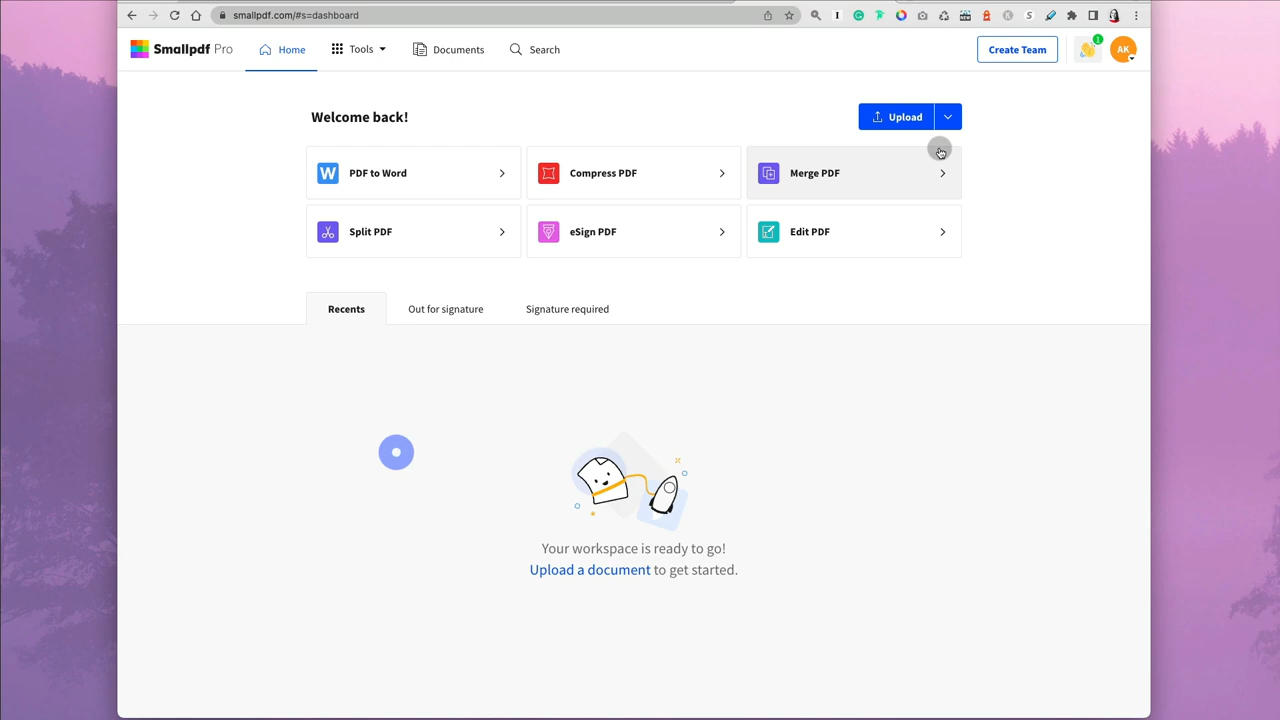 smallpdf.com/#s=dashboard
Smallpdf Pro
Home
Tools
Documents
Search
Create Team
1
AK
Welcome back!
Upload
W
PDF to Word
Compress PDF
Merge PDF
Split PDF
eSign PDF
Edit PDF
Recents
Out for signature
Signature required
Your workspace is ready to go!
Upload a document to get started.